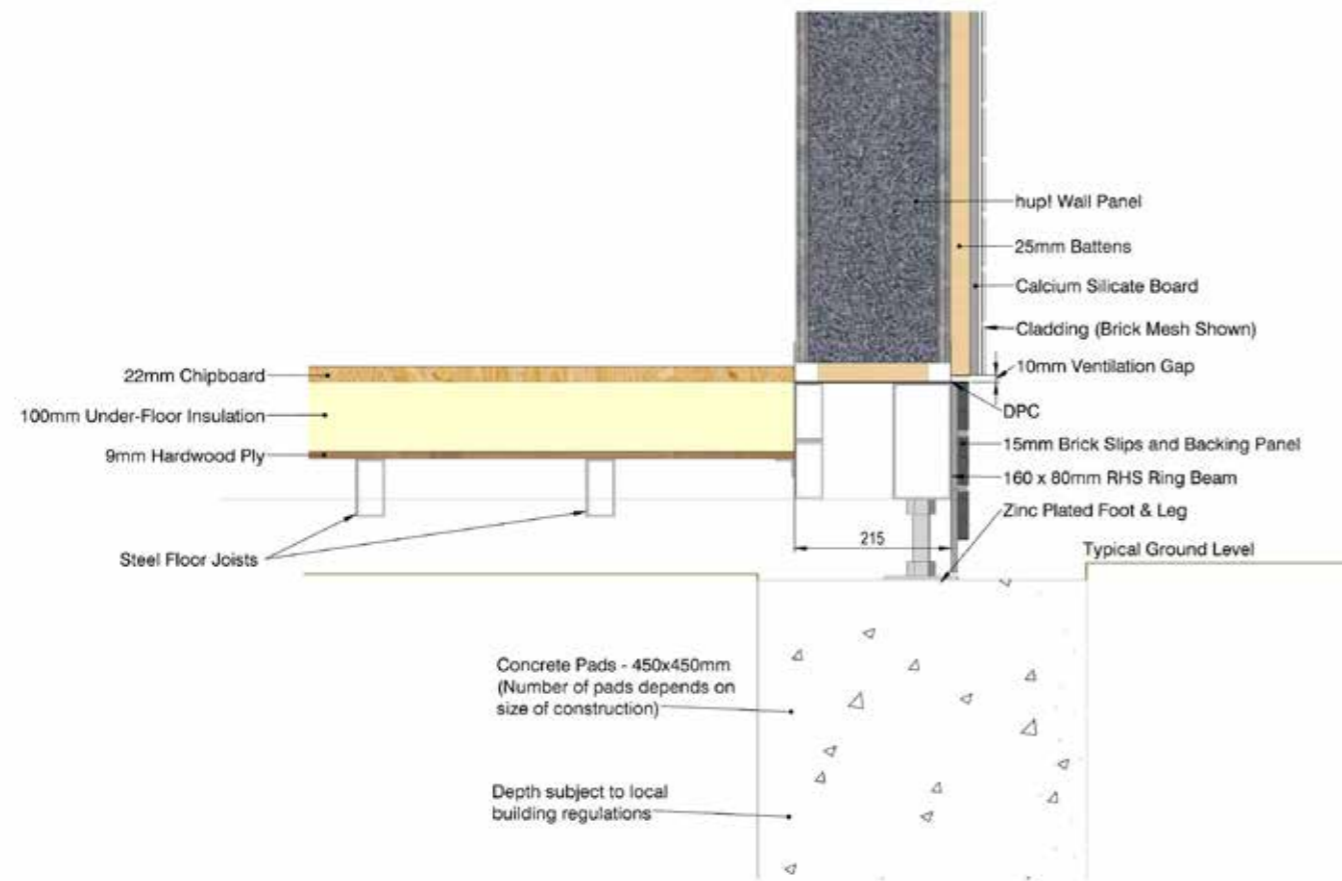 hup! Wall Panel
25mm Battens
Calcium Silicate Board
Cladding (Brick Mesh Shown)
10mm Ventilation Gap
DPC
15mm Brick Slips and Backing Panel
160 x 80mm RHS Ring Beam
Zinc Plated Foot & Leg
Typical Ground Level
22mm Chipboard
100mm Under-Floor Insulation
9mm Hardwood Ply
Steel Floor Joists
215
Concrete Pads - 450x450mm
(Number of pads depends on
size of construction)
Depth subject to local
building regulations